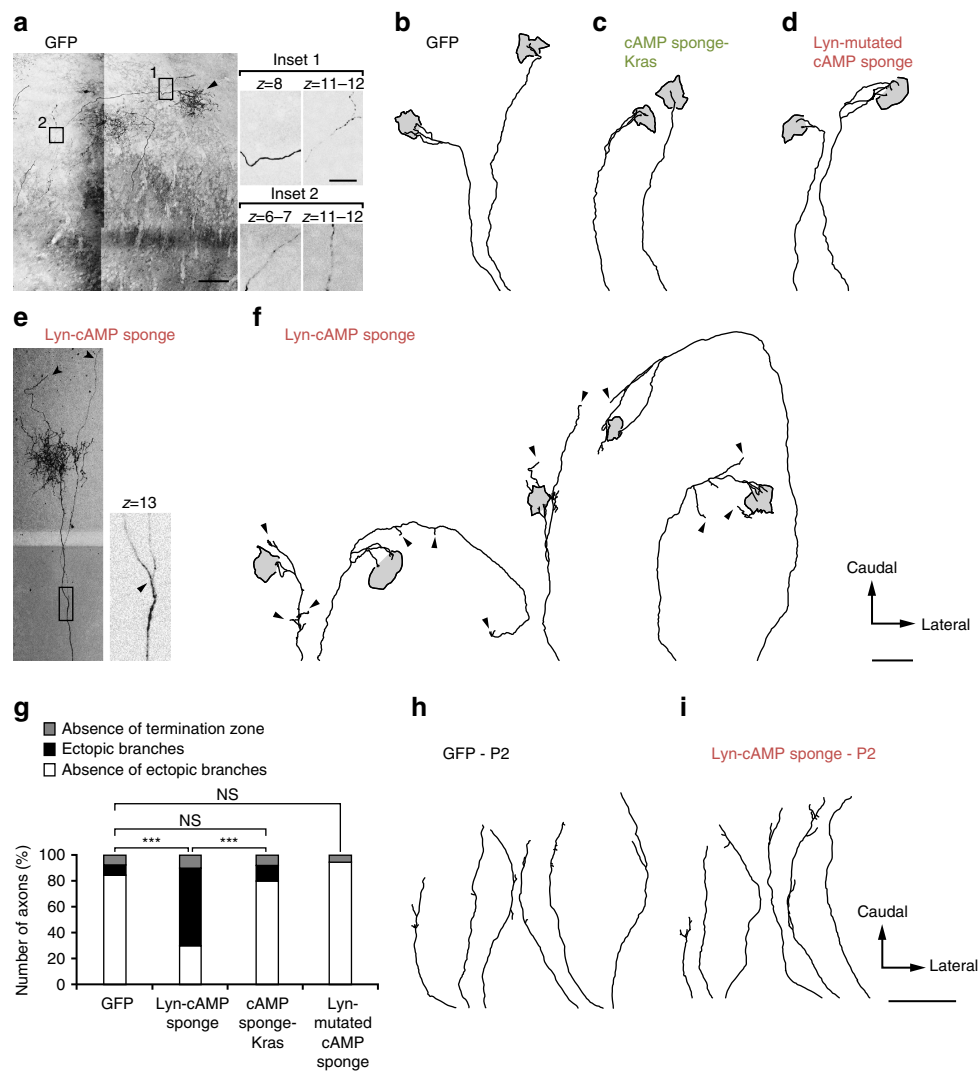 a
GFP
1
2
Inset 1
z=8
z=11–12
Inset 2
z=6–7
z=11–12
b
GFP
c
cAMP sponge-
Kras
d
Lyn-mutated
cAMP sponge
e
Lyn-cAMP sponge
z=13
f
Lyn-cAMP sponge
Caudal
Lateral
g
Absence of termination zone
Ectopic branches
Absence of ectopic branches
NS
NS
*** ***
Number of axons (%)
100
80
60
40
20
0
GFP
Lyn-cAMP
sponge
cAMP
sponge-
Kras
Lyn-
mutated
cAMP
sponge
h
GFP - P2
i
Lyn-cAMP sponge - P2
Caudal
Lateral